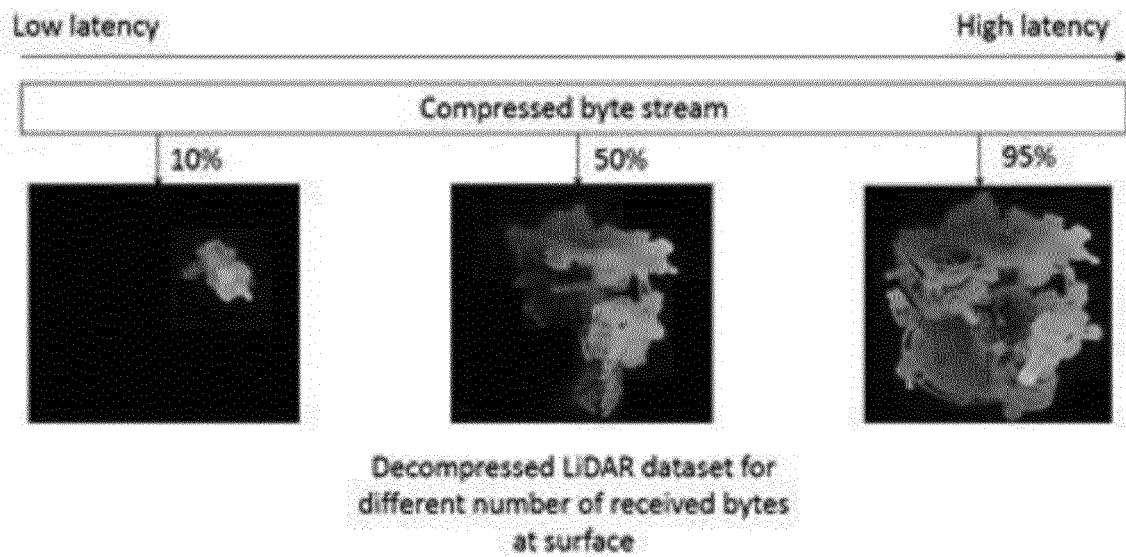 Low latency
High latency
Compressed byte stream
10%
50%
95%
Decompressed LiDAR dataset for
different number of received bytes
at surface